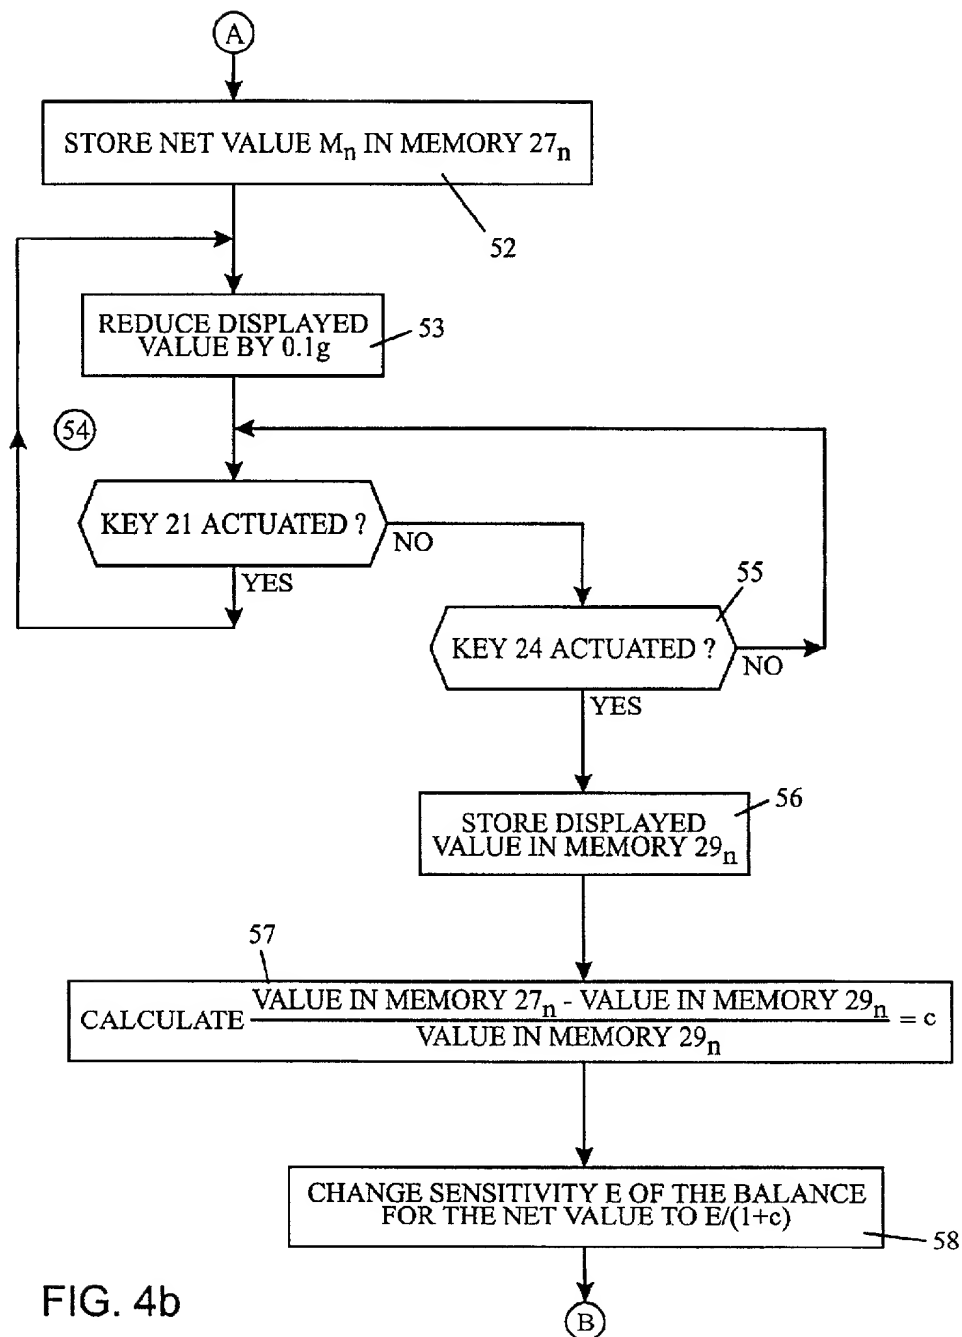 A
STORE NET VALUE Mn IN MEMORY 27n
52
REDUCE DISPLAYED
VALUE BY 0.1g
53
54
KEY 21 ACTUATED ?
NO
YES
55
KEY 24 ACTUATED ?
NO
YES
56
STORE DISPLAYED
VALUE IN MEMORY 29n
57
CALCULATE VALUE IN MEMORY 27n - VALUE IN MEMORY 29n = c
VALUE IN MEMORY 29n
CHANGE SENSITIVITY E OF THE BALANCE
FOR THE NET VALUE TO E/(1+c)
58
FIG. 4b
B